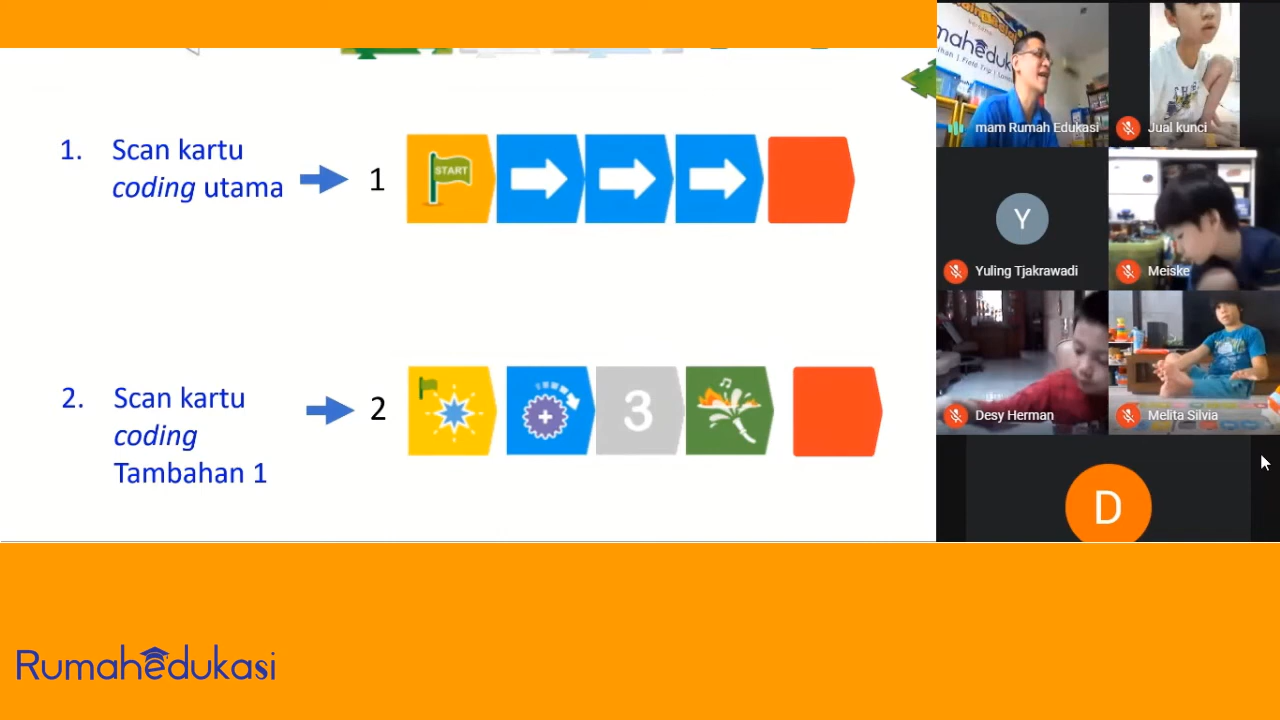 1. Scan kartu
coding utama
1
START
2. Scan kartu
coding
Tambahan 1
2
3
mam Rumah Edukasi
Jual kunci
Y
Yuling Tjakrawadi
Meiske
Desy Herman
Melita Silvia
D
Rumahedukasi